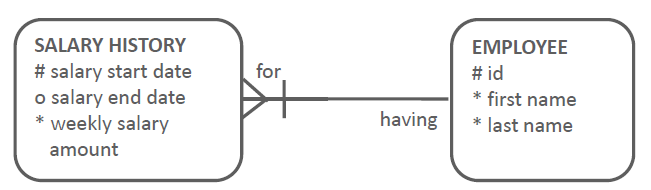 SALARY HISTORY
# salary start date
o salary end date
* weekly salary
amount
for
having
EMPLOYEE
# id
* first name
* last name